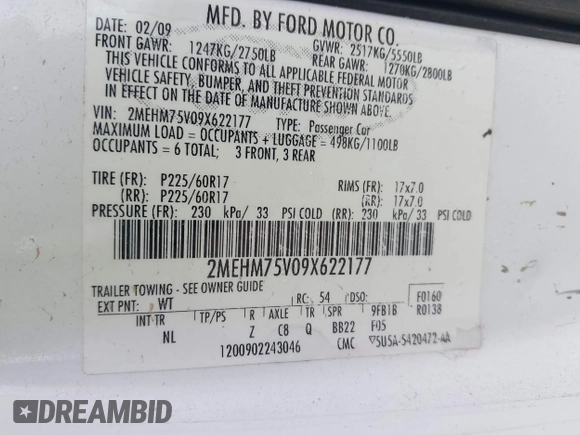 MFD. BY FORD MOTOR CO.
DATE: 02/09 GVWR: 2517KG/5550LB
FRONT GAWR: 1247KG/2750LB REAR GAWR: 1270KG/2800LB
THIS VEHICLE CONFORMS TO ALL APPLICABLE FEDERAL MOTOR
VEHICLE SAFETY, BUMPER, AND THEFT PREVENTION STANDARDS
IN EFFECT ON THE DATE OF MANUFACTURE SHOWN ABOVE.
VIN: 2MEHM75V09X622177 TYPE: Passenger Car
MAXIMUM LOAD = OCCUPANTS + LUGGAGE = 498KG/1100LB
OCCUPANTS = 6 TOTAL; 3 FRONT, 3 REAR
TIRE (FR): P225/60R17 RIMS (FR): 17x7.0
(RR): P225/60R17 (RR): 17x7.0
PRESSURE (FR): 230 kPa/ 33 PSI COLD (RR): 230 kPa/ 33 PSI COLD
2MEHM75V09X622177
TRAILER TOWING - SEE OWNER GUIDE
EXT PNT: WT RC: 54 DSO: F0160
R0138
INT TR TP/PS R AXLE TR SPR 9FB1B
NL Z C8 Q BB22 F05
1200902243046 CMC 5U5A-5420472-AA
DREAMBID